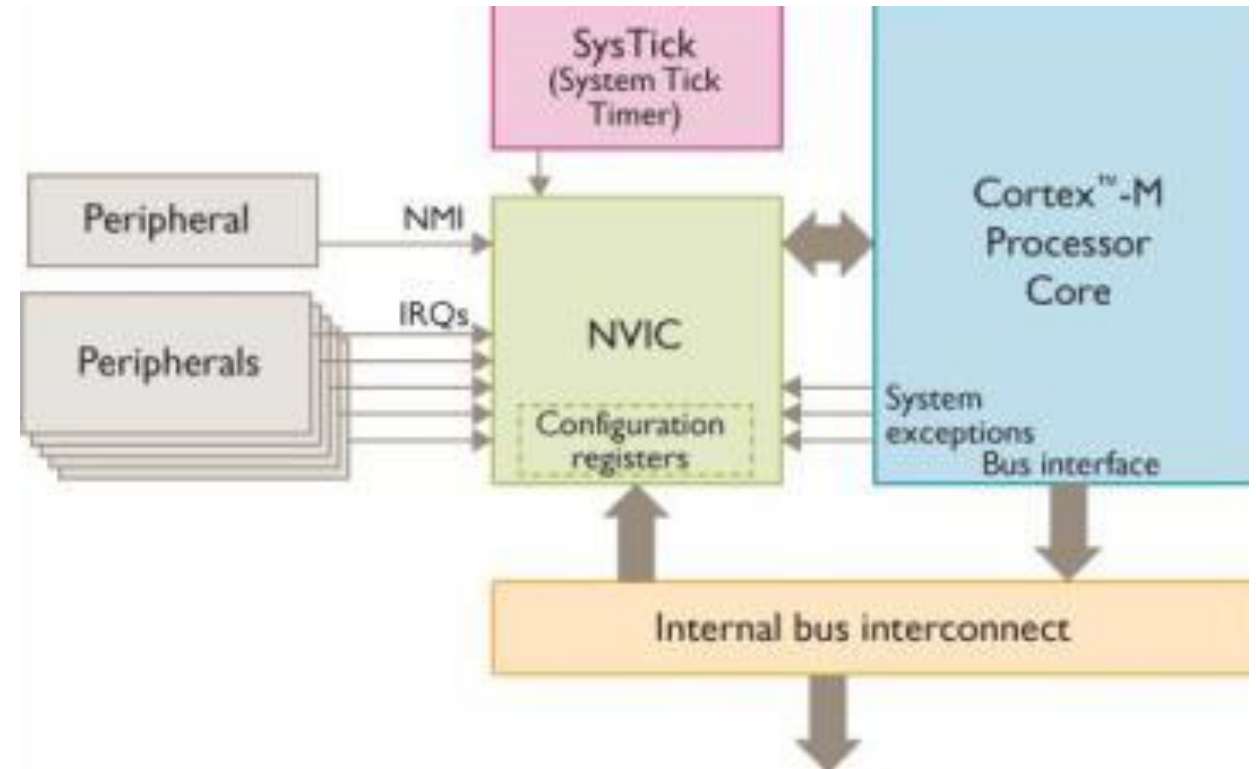 SysTick
(System Tick
Timer)
Peripheral
NMI
Cortex™-M
Processor
Core
IRQs
Peripherals
NVIC
Configuration
registers
System
exceptions
Bus interface
Internal bus interconnect